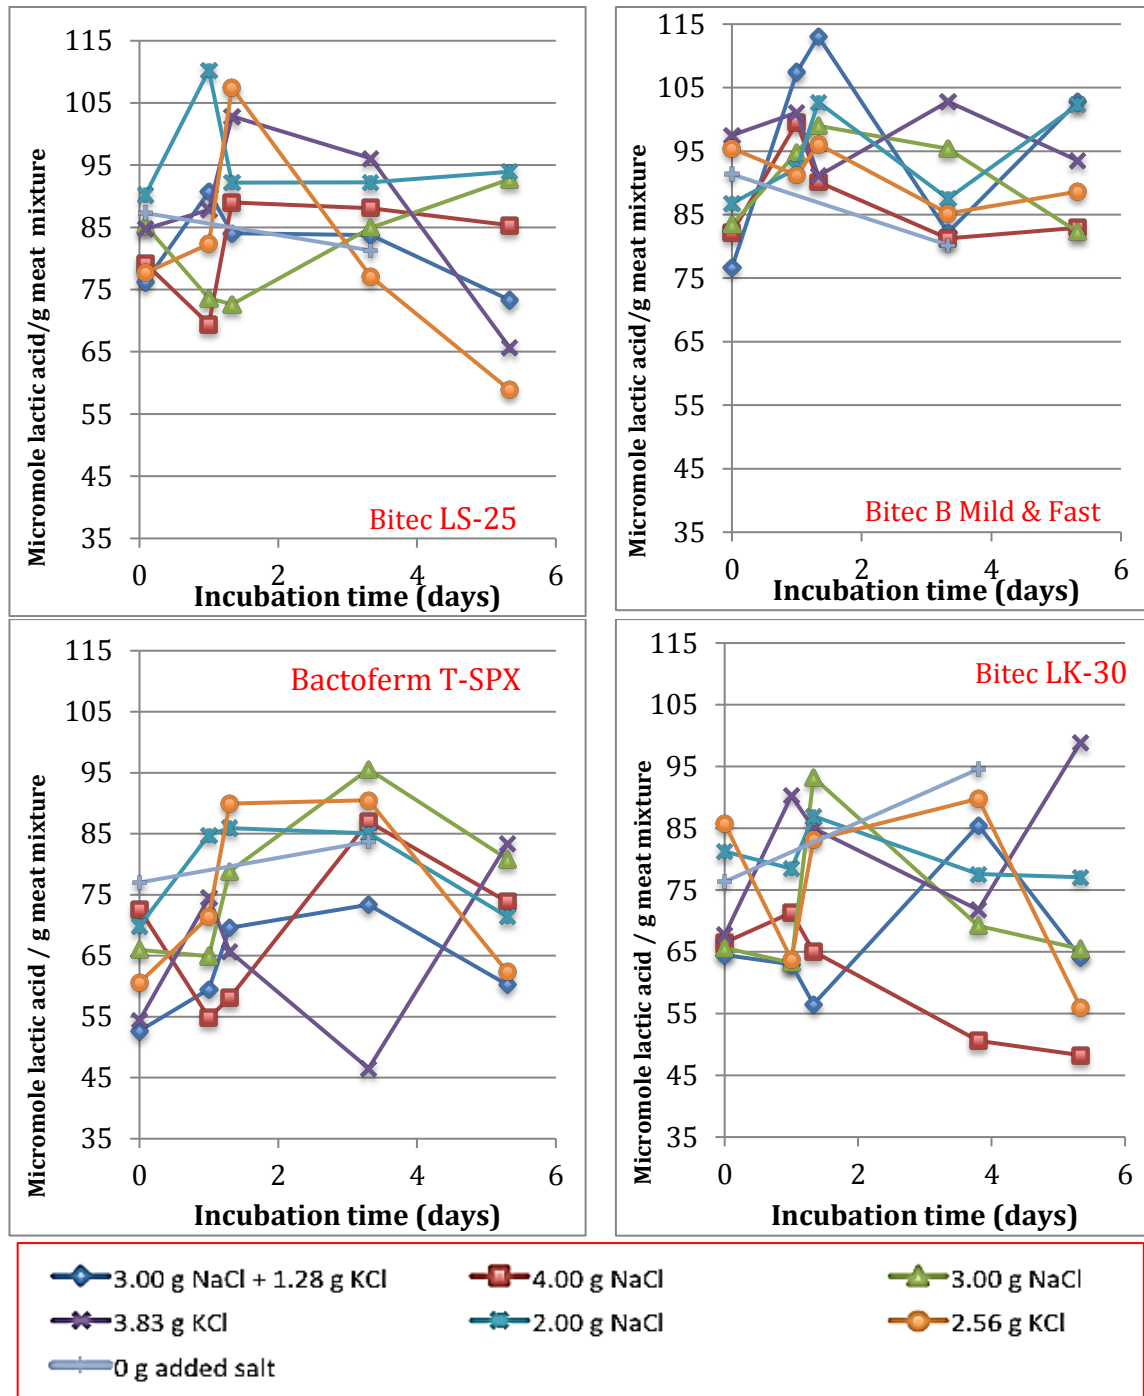 115
105
95
85
75
65
55
45
35
0
2
4
6
Micromole lactic acid/g meat mixture
Incubation time (days)
Bitec LS-25
115
105
95
85
75
65
55
45
35
0
2
4
6
Micromole lactic acid/g meat mixture
Incubation time (days)
Bitec B Mild & Fast
115
105
95
85
75
65
55
45
35
0
2
4
6
Micromole lactic acid / g meat mixture
Incubation time (days)
Bactoferm T-SPX
115
105
95
85
75
65
55
45
35
0
2
4
6
Micromole lactic acid / g meat mixture
Incubation time (days)
Bitec LK-30
3.00 g NaCl + 1.28 g KCl
4.00 g NaCl
3.00 g NaCl
3.83 g KCl
2.00 g NaCl
2.56 g KCl
0 g added salt